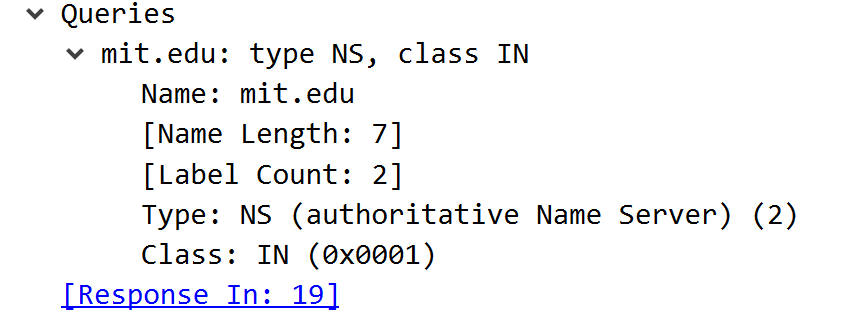 Queries
mit.edu: type NS, class IN
Name: mit.edu
[Name Length: 7]
[Label Count: 2]
Type: NS (authoritative Name Server) (2)
Class: IN (0x0001)
[Response In: 19]